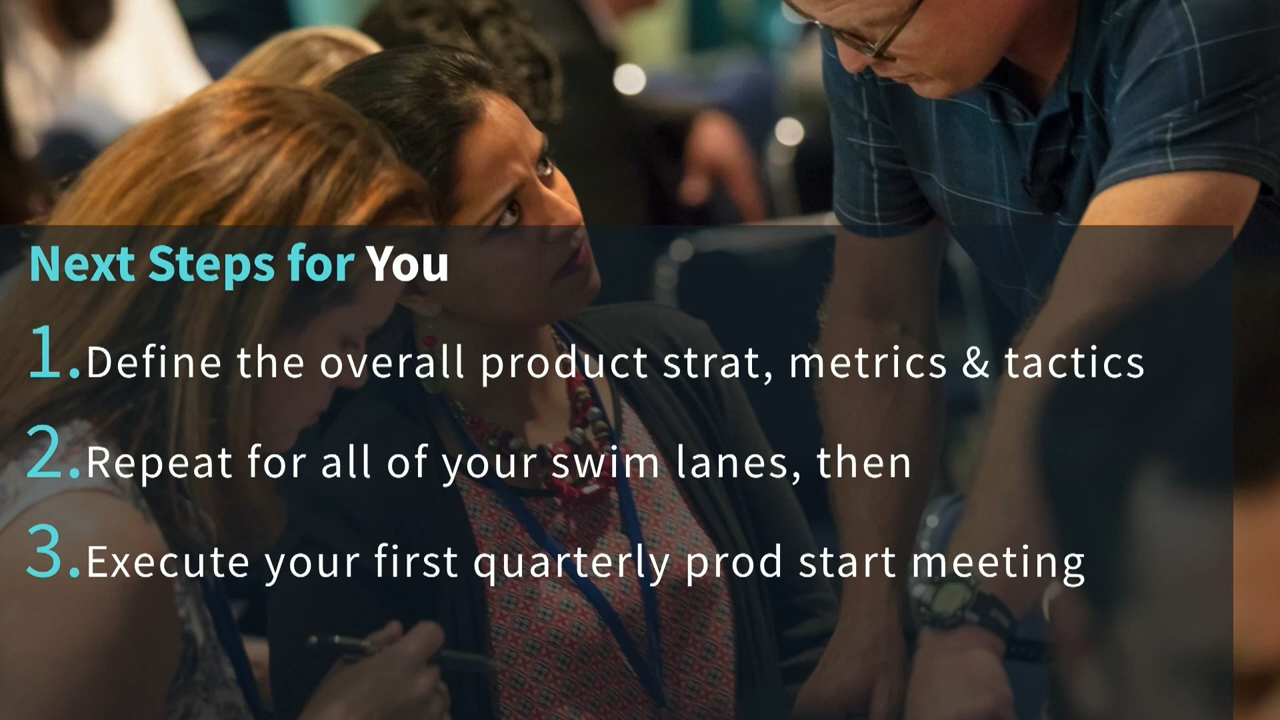 Next Steps for You
1. Define the overall product strat, metrics & tactics
2. Repeat for all of your swim lanes, then
3. Execute your first quarterly prod start meeting